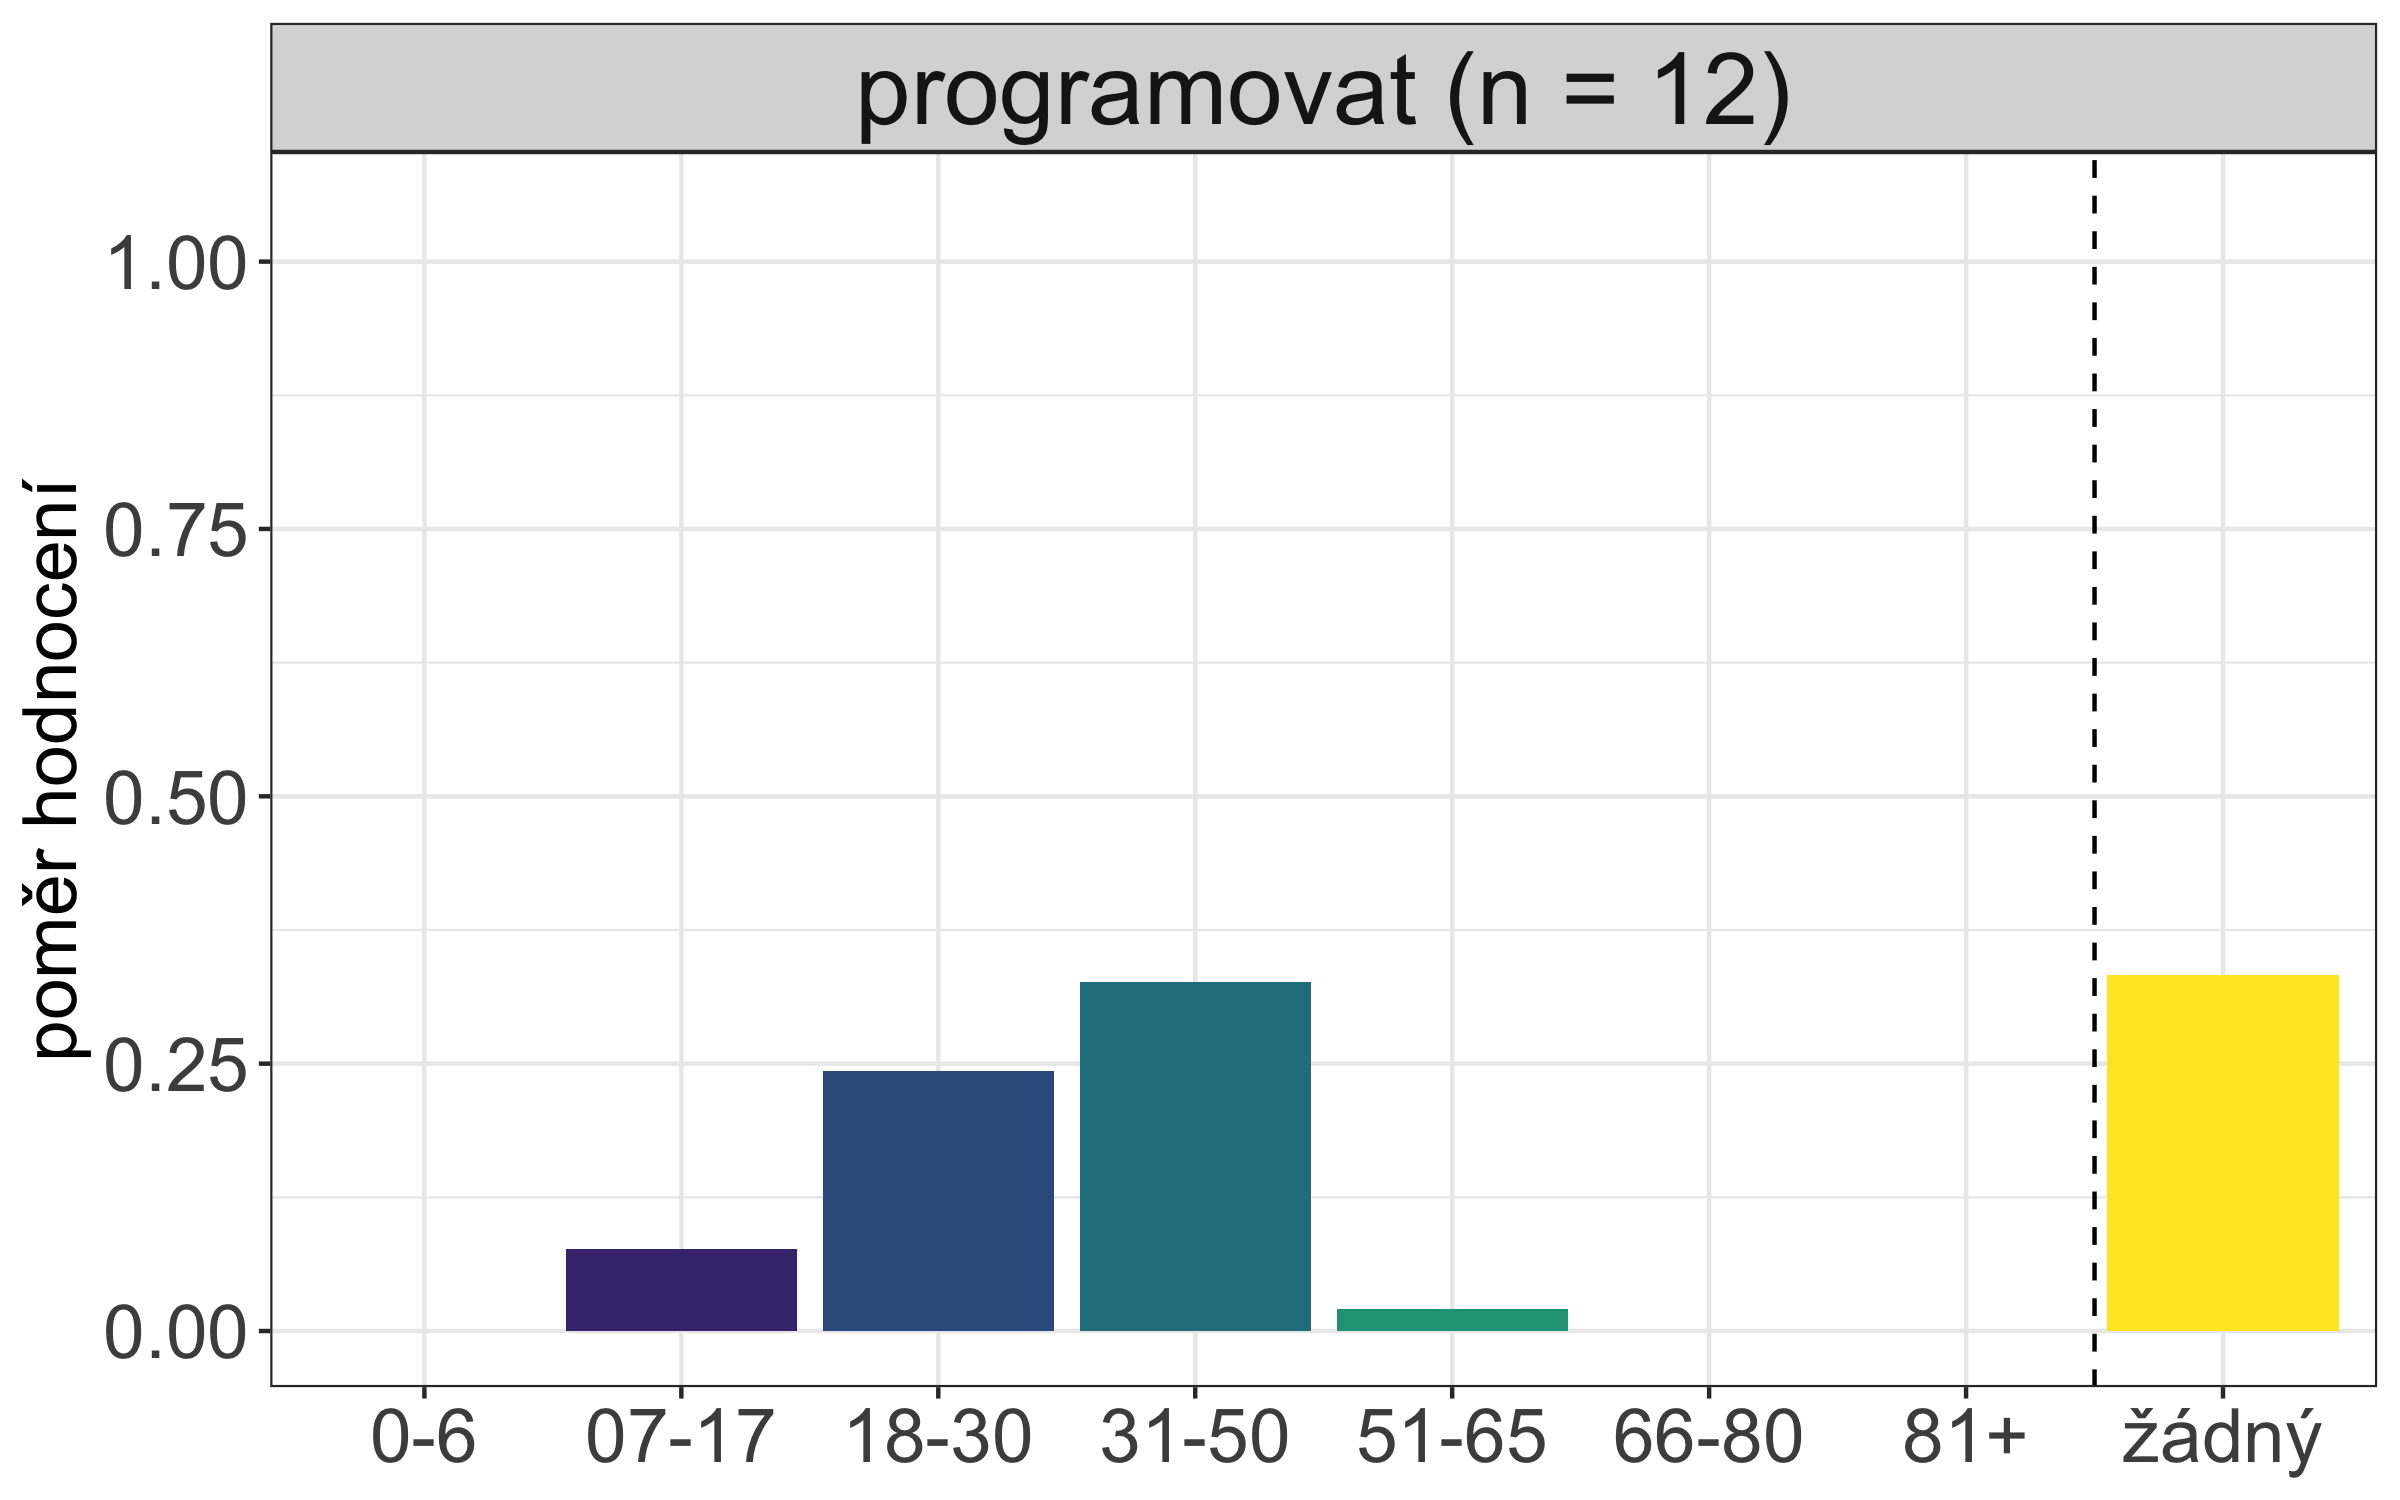 programovat (n = 12)
poměr hodnocení
1.00
0.75
0.50
0.25
0.00
0-6 07-17 18-30 31-50 51-65 66-80 81+ žádný